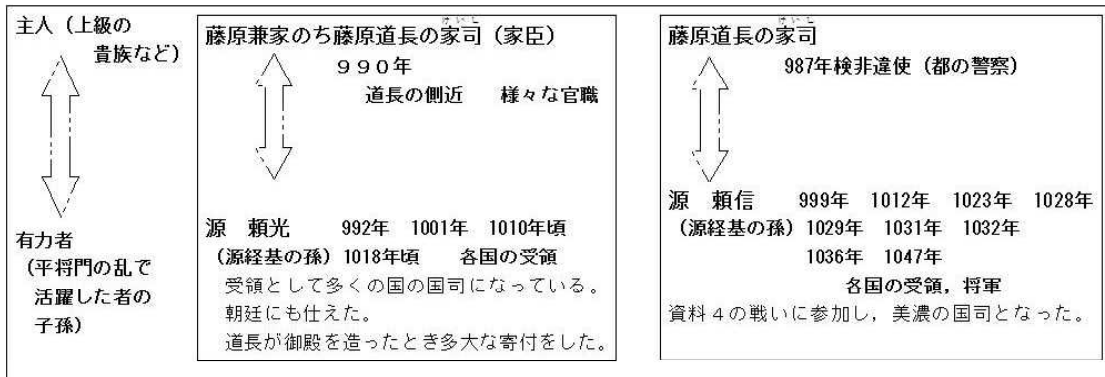 主人（上級の
貴族など）
有力者
（平将門の乱で
活躍した者の
子孫）
けいし
藤原兼家のち藤原道長の家司（家臣）
９９０年
道長の側近　様々な官職
源　頼光　992年　1001年　1010年頃
（源経基の孫）1018年頃　各国の受領
受領として多くの国の国司になっている。
朝廷にも仕えた。
道長が御殿を造ったとき多大な寄付をした。
けいし
藤原道長の家司
987年検非違使（都の警察）
源　頼信　999年　1012年　1023年　1028年
（源経基の孫）1029年　1031年　1032年
1036年　1047年
各国の受領，将軍
資料４の戦いに参加し，美濃の国司となった。